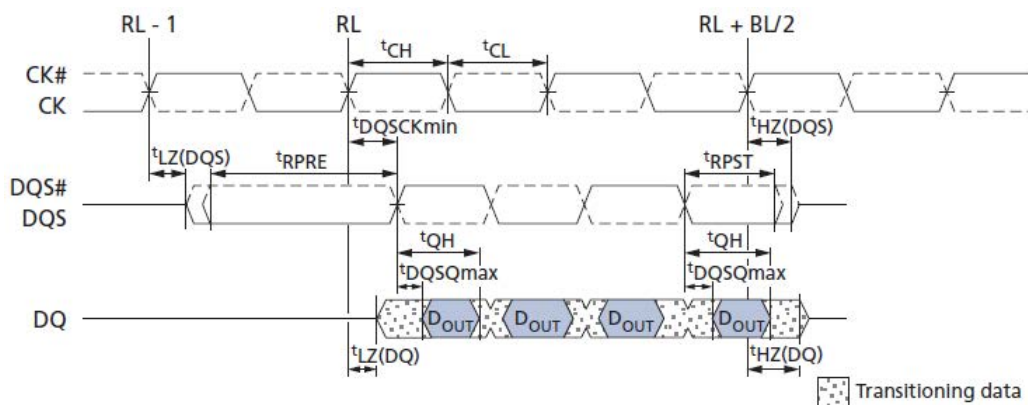 RL - 1 RL RL + BL/2
tCH tCL
CK#
CK
tDQSCKmin tHZ(DQS)
tLZ(DQS) tRPRE tRPST
DQS#
DQS
tQH tQH
tDQSQmax tDQSQmax
DQ DOUT DOUT DOUT DOUT
tLZ(DQ) tHZ(DQ)
Transitioning data